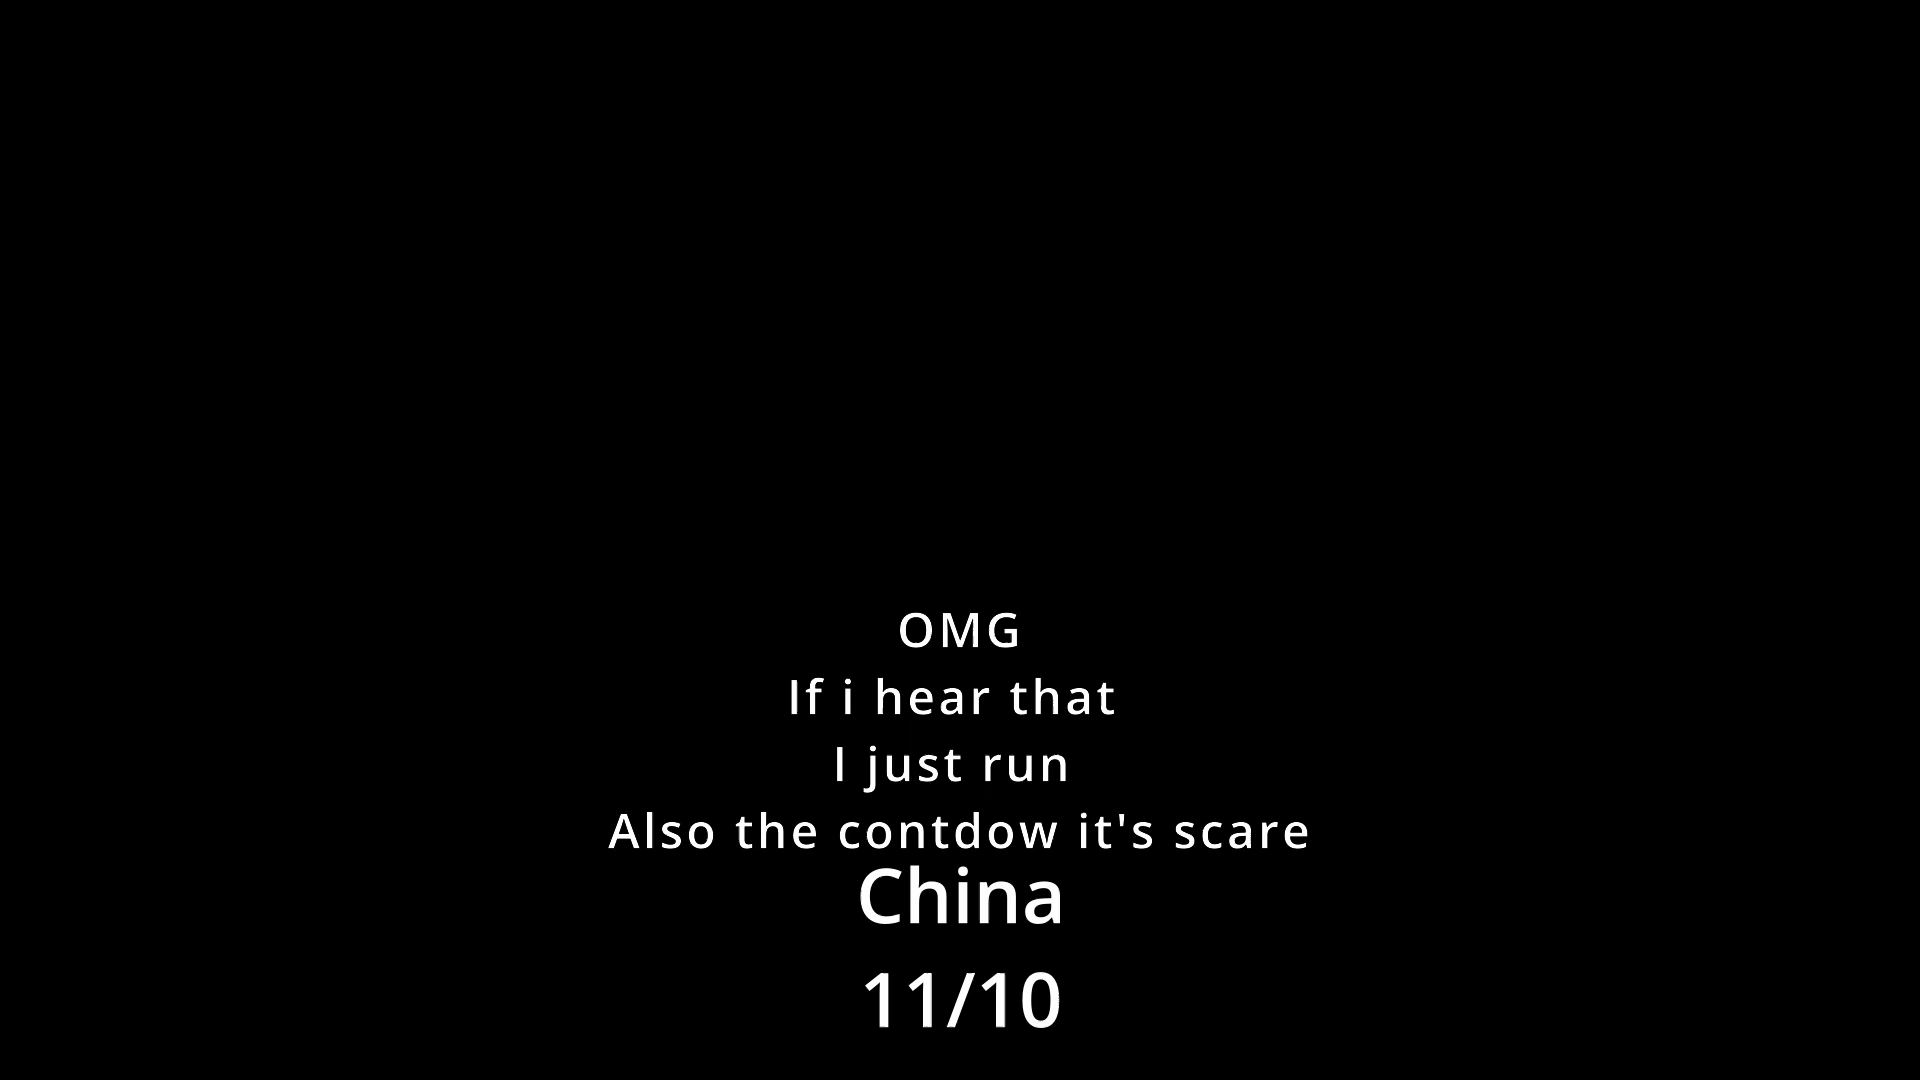 OMG
If i hear that
I just run
Also the contdow it's scare
China
11/10